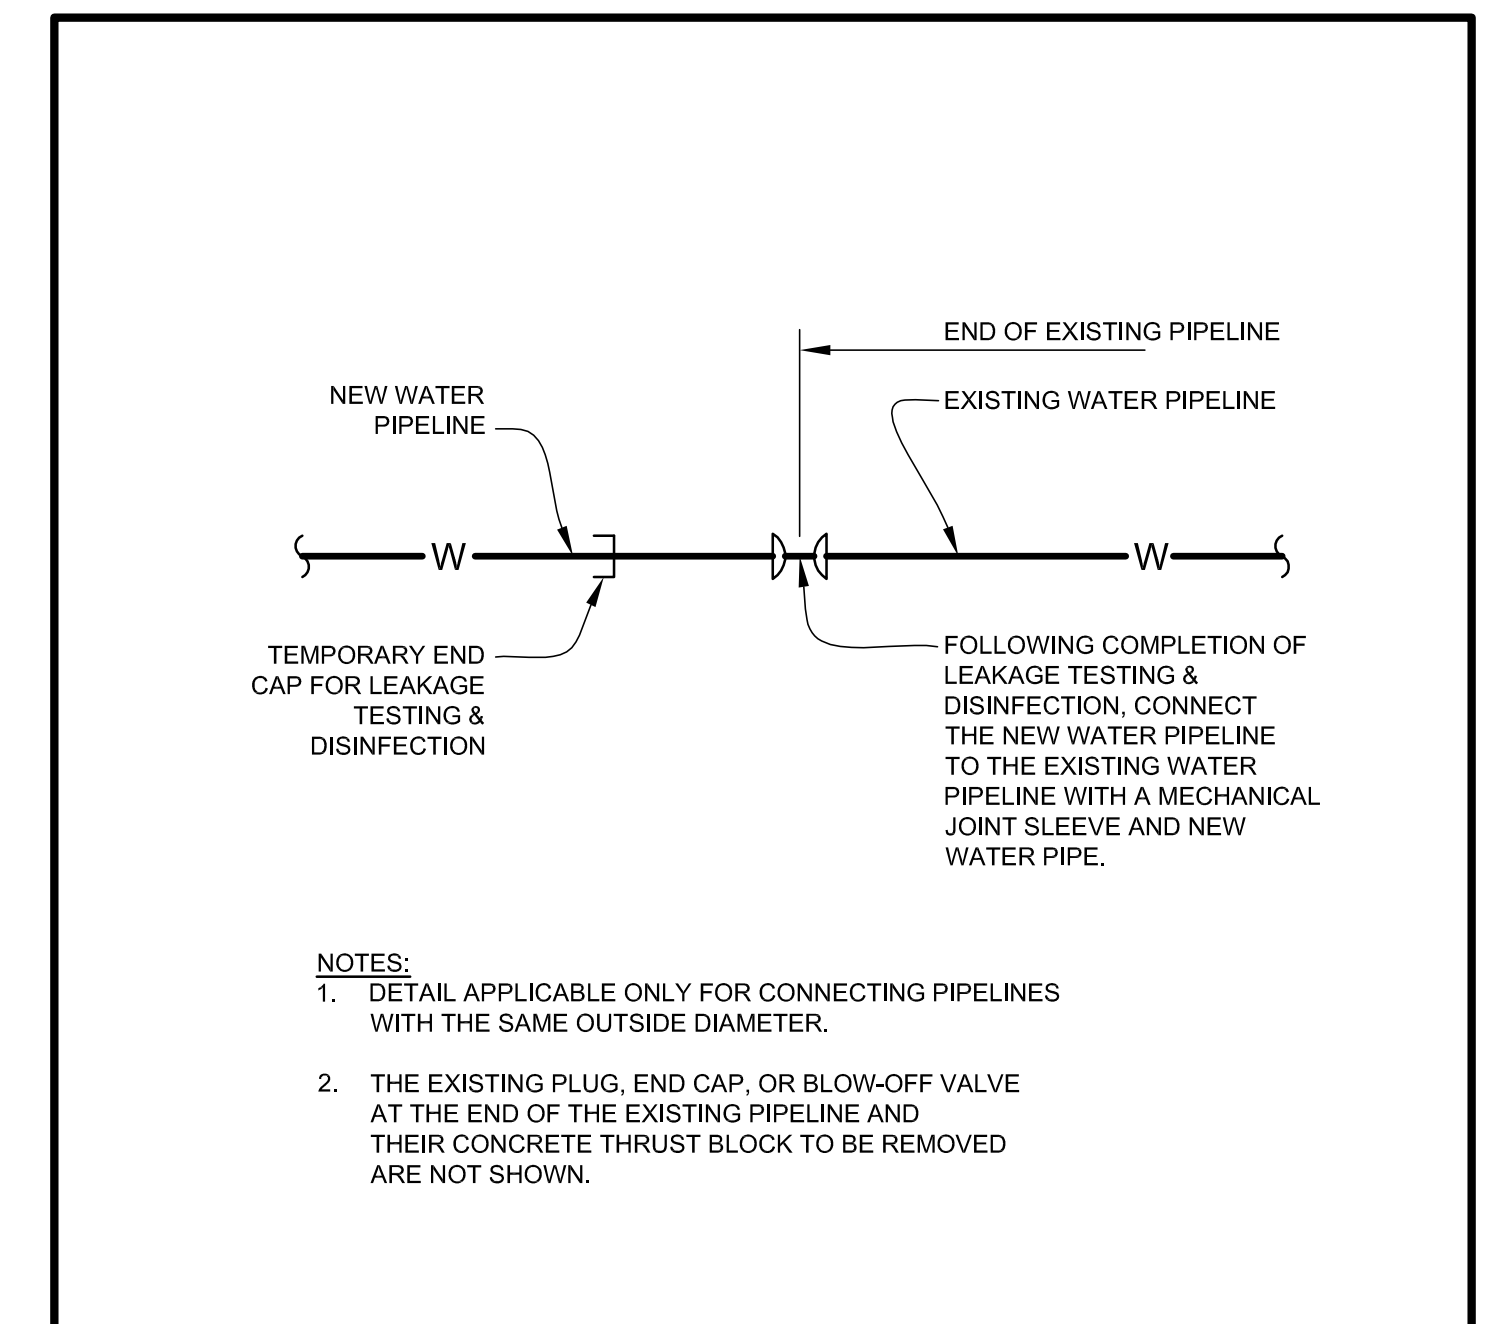 END OF EXISTING PIPELINE
NEW WATER
PIPELINE
EXISTING WATER PIPELINE
W
W
TEMPORARY END
CAP FOR LEAKAGE
TESTING &
DISINFECTION
FOLLOWING COMPLETION OF
LEAKAGE TESTING &
DISINFECTION, CONNECT
THE NEW WATER PIPELINE
TO THE EXISTING WATER
PIPELINE WITH A MECHANICAL
JOINT SLEEVE AND NEW
WATER PIPE.
NOTES:
1. DETAIL APPLICABLE ONLY FOR CONNECTING PIPELINES
WITH THE SAME OUTSIDE DIAMETER.
2. THE EXISTING PLUG, END CAP, OR BLOW-OFF VALVE
AT THE END OF THE EXISTING PIPELINE AND
THEIR CONCRETE THRUST BLOCK TO BE REMOVED
ARE NOT SHOWN.